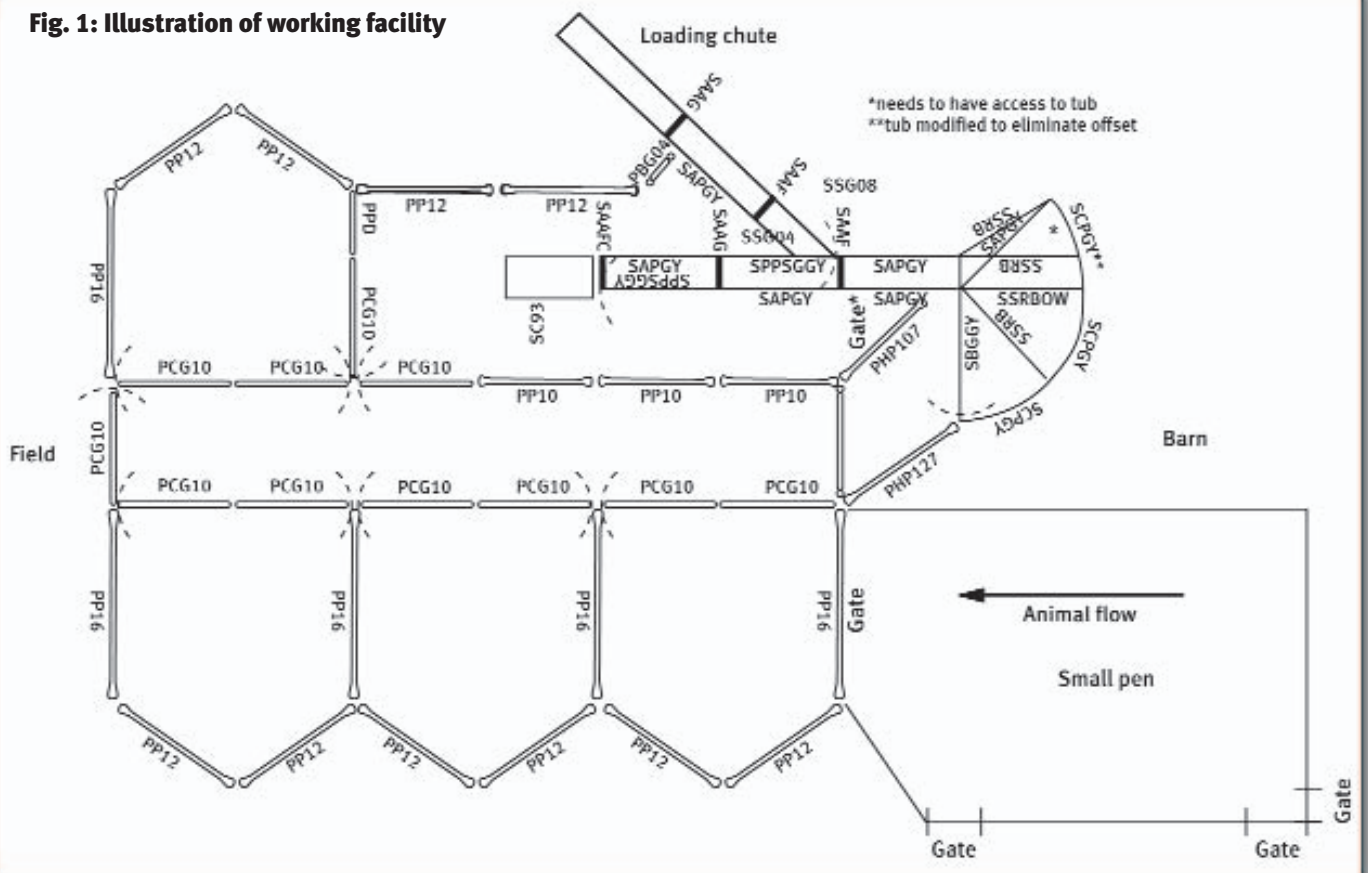 Fig. 1: Illustration of working facility
Loading chute
*needs to have access to tub
**tub modified to eliminate offset
SAAG
PP12
PP12
PBG04
SAPGY
SAAF
SSG08
PP12
PP12
PPD
SAAFC
SAAG
SSG04
SAAF
SSRB
SAPGY
*
SCPGY**
PP16
PCG10
SC93
SAPGY
SPPSGGY
SPPSGGY
SAPGY
SAPGY
SAPGY
SSRB
SSRBOW
SSRB
SBGGY
SCPGY
SCPGY
Gate*
PHP107
PCG10
PCG10
PCG10
PP10
PP10
PP10
Field
PCG10
Barn
PHP127
PCG10
PCG10
PCG10
PCG10
PCG10
PCG10
PP16
PP16
PP16
PP16
Gate
Animal flow
Small pen
PP12
PP12
PP12
PP12
PP12
PP12
Gate
Gate
Gate